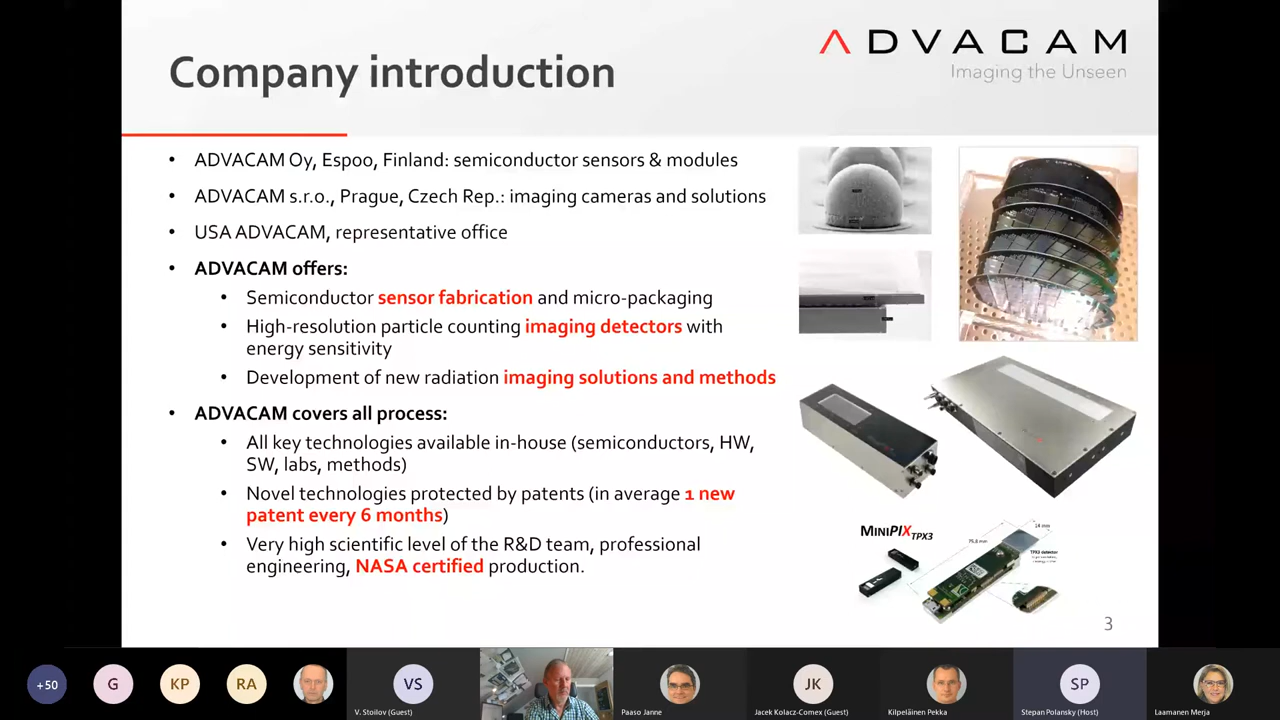 Company introduction
ADVACAM
Imaging the Unseen
• ADVACAM Oy, Espoo, Finland: semiconductor sensors & modules
• ADVACAM s.r.o., Prague, Czech Rep.: imaging cameras and solutions
• USA ADVACAM, representative office
• ADVACAM offers:
• Semiconductor sensor fabrication and micro-packaging
• High-resolution particle counting imaging detectors with
energy sensitivity
• Development of new radiation imaging solutions and methods
• ADVACAM covers all process:
• All key technologies available in-house (semiconductors, HW,
SW, labs, methods)
• Novel technologies protected by patents (in average 1 new
patent every 6 months)
• Very high scientific level of the R&D team, professional
engineering, NASA certified production.
MINIPIX TPX3
75,8 mm
14 mm
TPX3 detector
3
+50
G
KP
RA
VS
V. Stoilov (Guest)
Paaso Janne
JK
Jacek Kolacz-Comex (Guest)
Kilpeläinen Pekka
SP
Stepan Polansky (Host)
Laamanen Merja